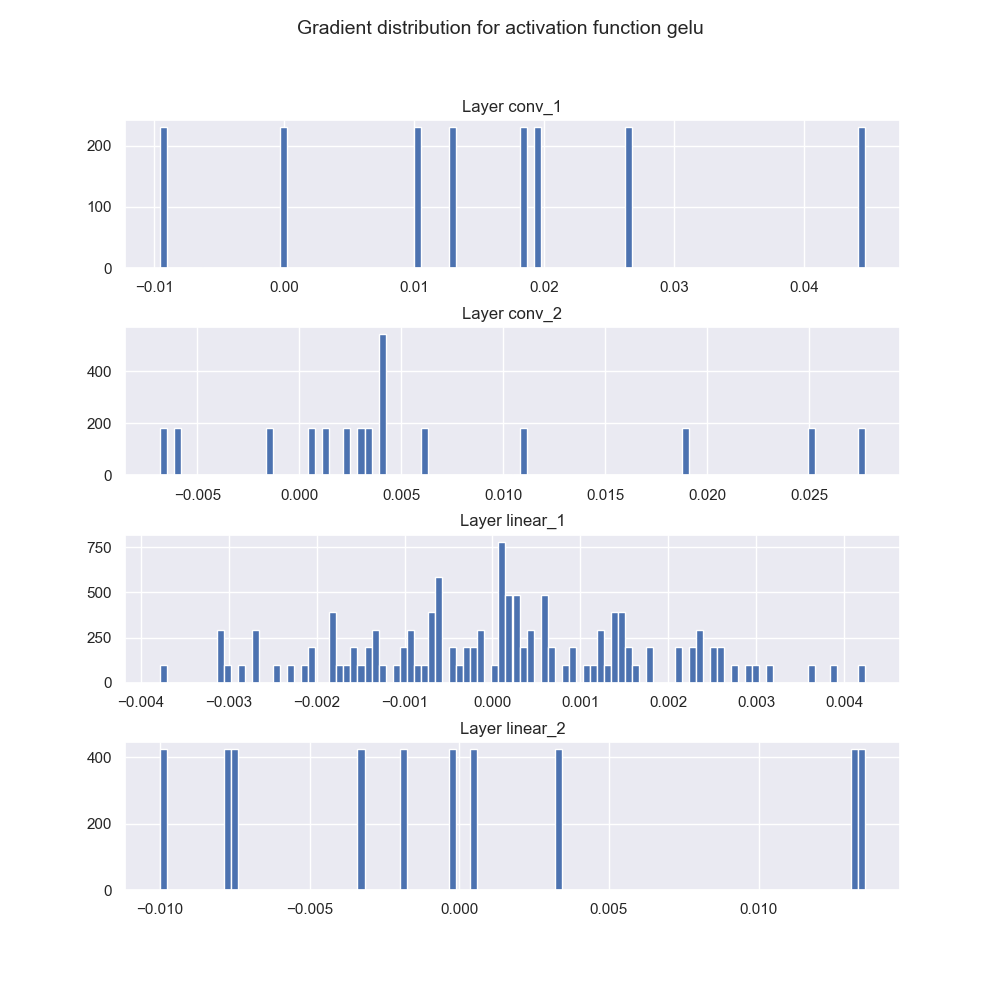 Gradient distribution for activation function gelu
Layer conv_1
200
100
0
−0.01 0.00 0.01 0.02 0.03 0.04
Layer conv_2
400
200
0
−0.005 0.000 0.005 0.010 0.015 0.020 0.025
Layer linear_1
750
500
250
0
−0.004 −0.003 −0.002 −0.001 0.000 0.001 0.002 0.003 0.004
Layer linear_2
400
200
0
−0.010 −0.005 0.000 0.005 0.010